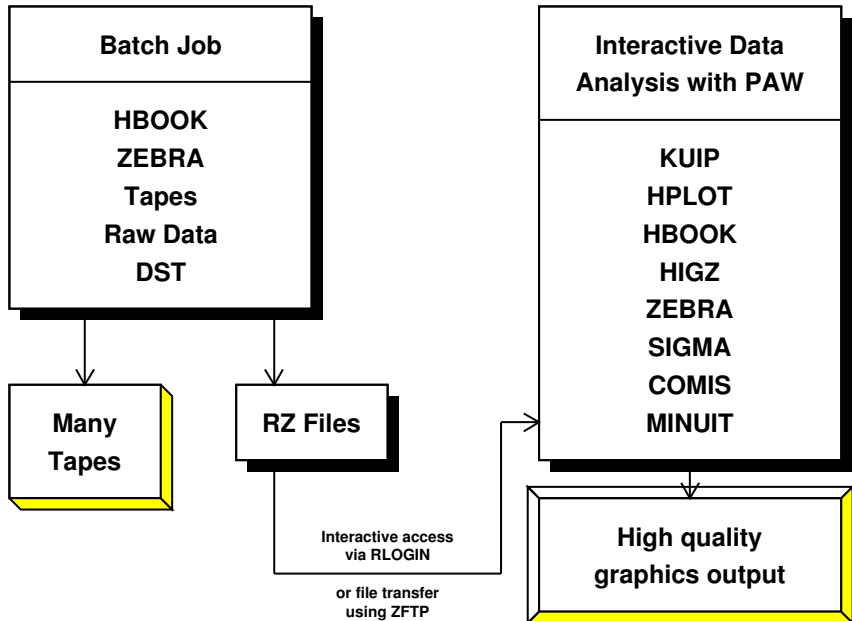 Batch Job
HBOOK
ZEBRA
Tapes
Raw Data
DST
Many
Tapes
RZ Files
Interactive access
via RLOGIN
or file transfer
using ZFTP
Interactive Data
Analysis with PAW
KUIP
HPLOT
HBOOK
HIGZ
ZEBRA
SIGMA
COMIS
MINUIT
High quality
graphics output